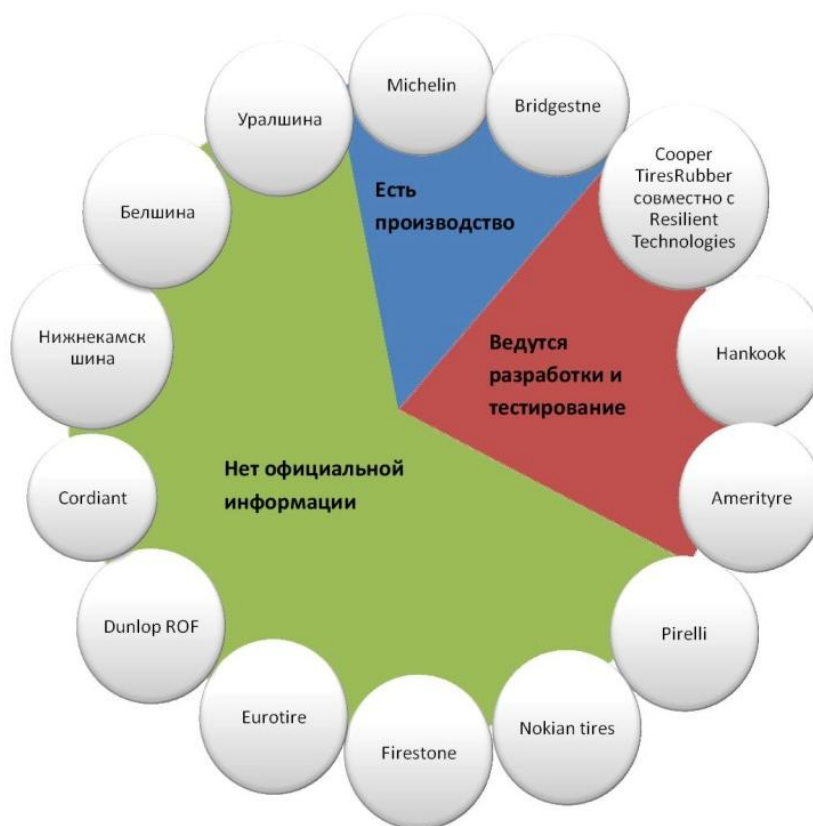 Michelin
Bridgestne
Cooper
TiresRubber
совместно с
Resilient
Technologies
Hankook
Amerityre
Pirelli
Nokian tires
Firestone
Eurotire
Dunlop ROF
Cordiant
Нижнекамск
шина
Белшина
Уралшина
Есть
производство
Ведутся
разработки и
тестирование
Нет официальной
информации